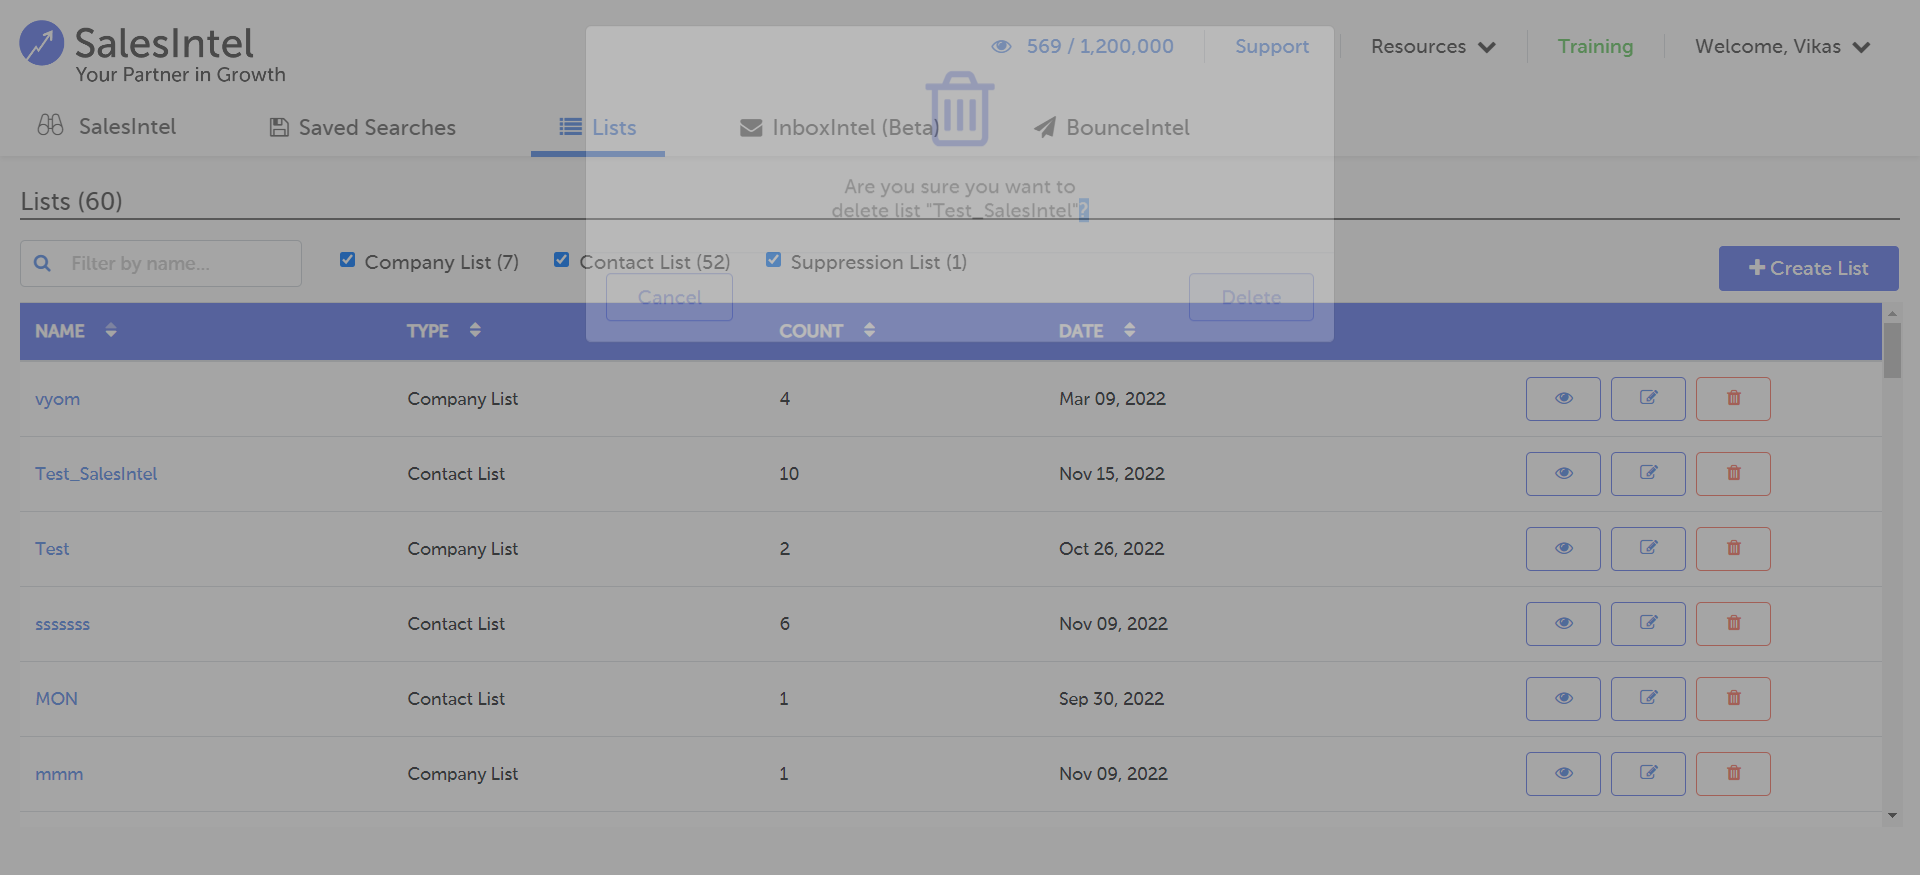 SalesIntel
Your Partner in Growth
569 / 1,200,000
Support
Resources
Training
Welcome, Vikas
SalesIntel
Saved Searches
Lists
InboxIntel (Beta)
BounceIntel
Are you sure you want to
delete list "Test_SalesIntel"?
Lists (60)
Filter by name...
Company List (7)
Contact List (52)
Suppression List (1)
Create List
Cancel
Delete
NAME TYPE COUNT DATE
vyom Company List 4 Mar 09, 2022
Test_SalesIntel Contact List 10 Nov 15, 2022
Test Company List 2 Oct 26, 2022
sssssss Contact List 6 Nov 09, 2022
MON Contact List 1 Sep 30, 2022
mmm Company List 1 Nov 09, 2022